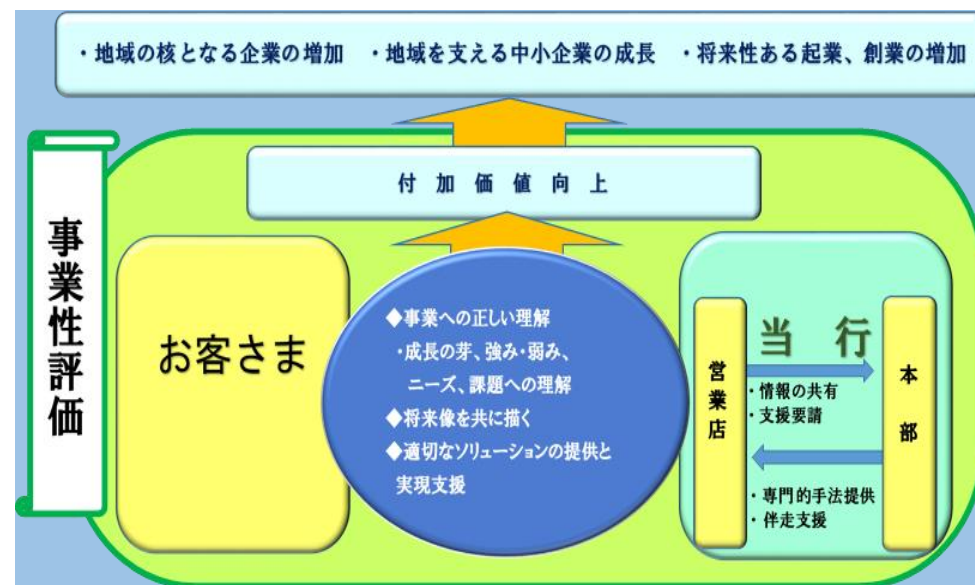 ・地域の核となる企業の増加　・地域を支える中小企業の成長　・将来性ある起業、創業の増加
付加価値向上
事業性評価
お客さま
◆事業への正しい理解
・成長の芽、強み・弱み、
ニーズ、課題への理解
◆将来像を共に描く
◆適切なソリューションの提供と
実現支援
当行
営業店
・情報の共有
・支援要請
・専門的手法提供
・伴走支援
本部